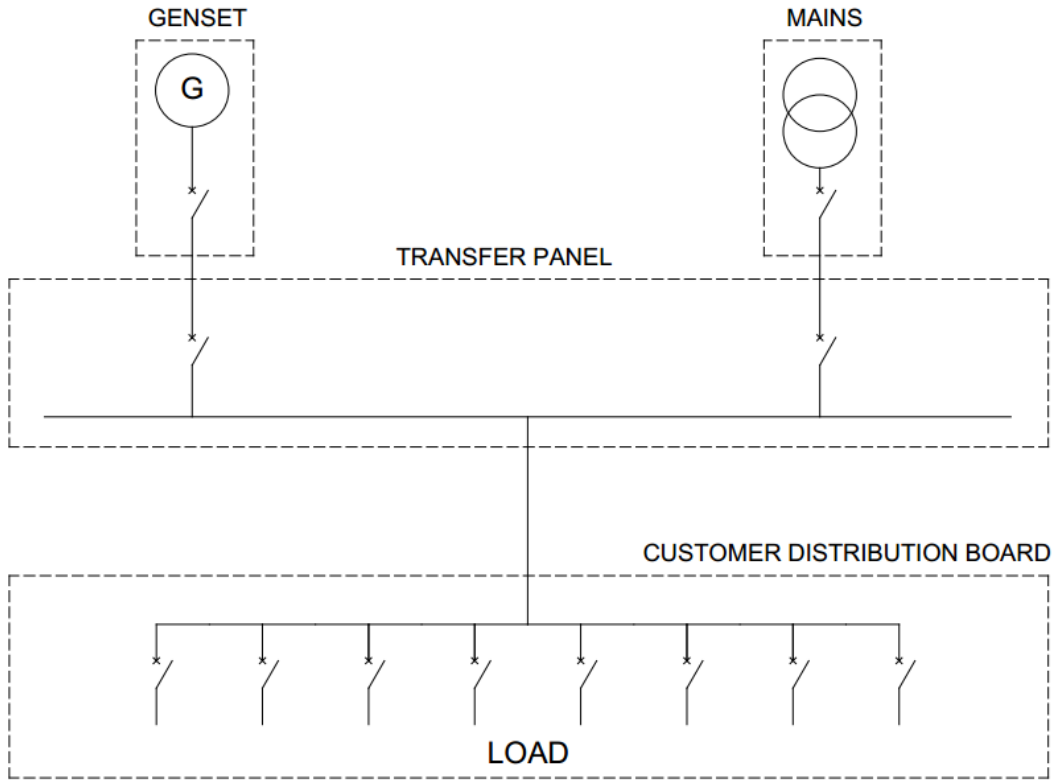 GENSET
MAINS
G
TRANSFER PANEL
CUSTOMER DISTRIBUTION BOARD
LOAD